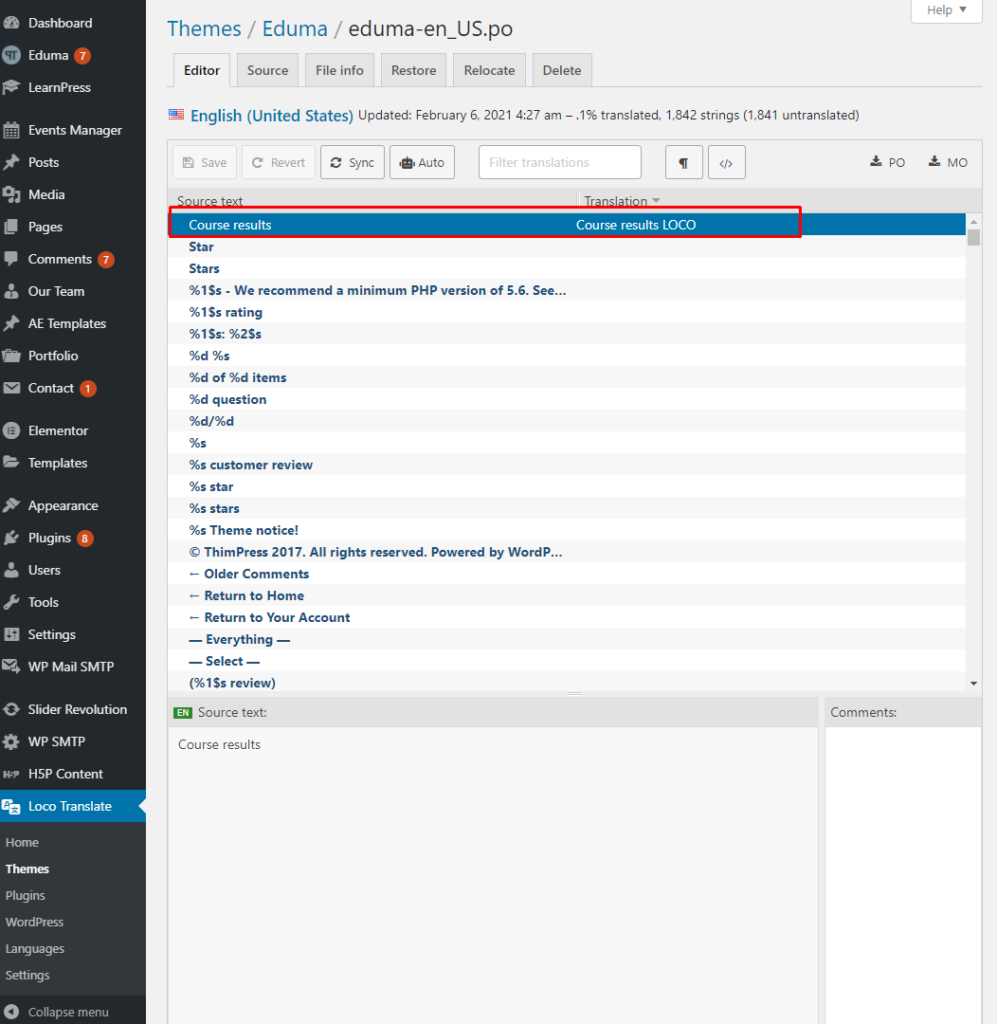 Dashboard
Eduma 7
LearnPress
Events Manager
Posts
Media
Pages
Comments 7
Our Team
AE Templates
Portfolio
Contact 1
Elementor
Templates
Appearance
Plugins 8
Users
Tools
Settings
WP Mail SMTP
Slider Revolution
WP SMTP
H5P H5P Content
Loco Translate
Home
Themes
Plugins
WordPress
Languages
Settings
Collapse menu
Help ▼
Themes / Eduma / eduma-en_US.po
Editor Source File info Restore Relocate Delete
English (United States) Updated: February 6, 2021 4:27 am – .1% translated, 1,842 strings (1,841 untranslated)
Save Revert Sync Auto Filter translations ¶ </> PO MO
Source text Translation
Course results Course results LOCO
Star
Stars
%1$s - We recommend a minimum PHP version of 5.6. See...
%1$s rating
%1$s: %2$s
%d %s
%d of %d items
%d question
%d/%d
%s
%s customer review
%s star
%s stars
%s Theme notice!
© ThimPress 2017. All rights reserved. Powered by WordP...
← Older Comments
← Return to Home
← Return to Your Account
— Everything —
— Select —
(%1$s review)
EN Source text: Comments:
Course results